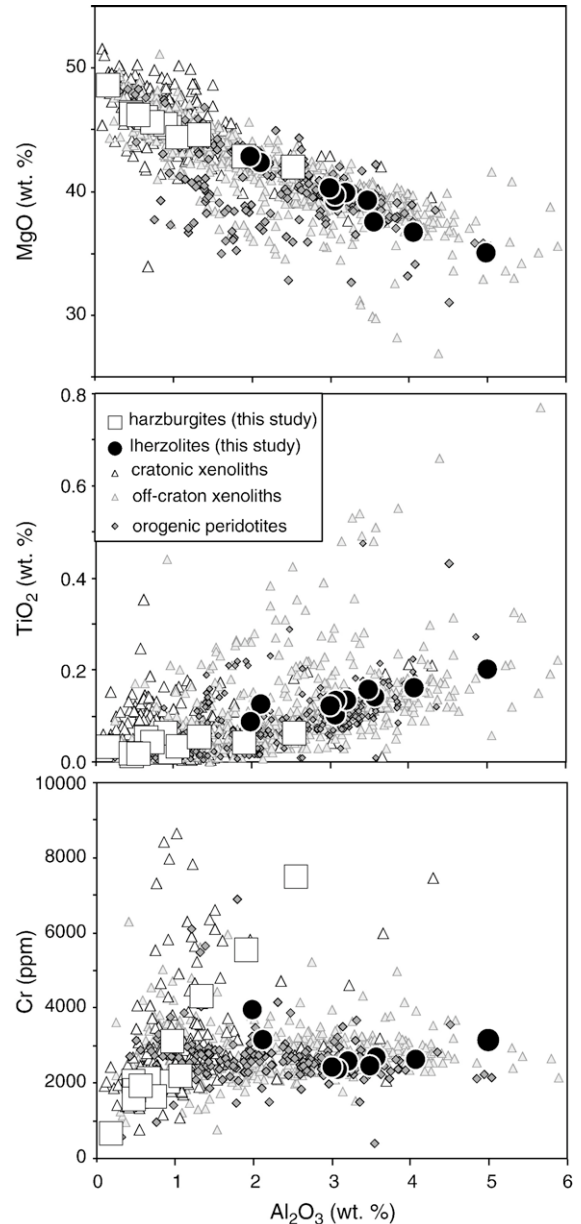 50
40
30
MgO (wt. %)
0.8
0.6
0.4
0.2
0.0
TiO2 (wt. %)
harzburgites (this study)
lherzolites (this study)
cratonic xenoliths
off-craton xenoliths
orogenic peridotites
10000
8000
6000
4000
2000
0
Cr (ppm)
0 1 2 3 4 5 6
Al2O3 (wt. %)